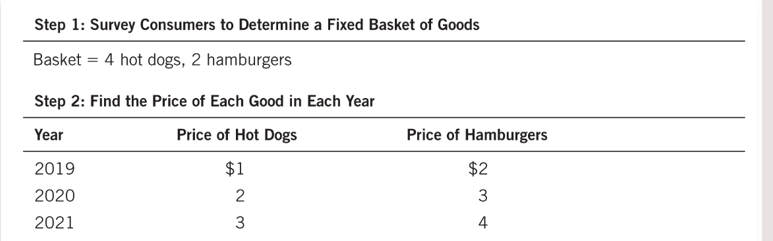 Step 1: Survey Consumers to Determine a Fixed Basket of Goods
Basket = 4 hot dogs, 2 hamburgers
Step 2: Find the Price of Each Good in Each Year
Year Price of Hot Dogs Price of Hamburgers
2019 $1 $2
2020 2 3
2021 3 4